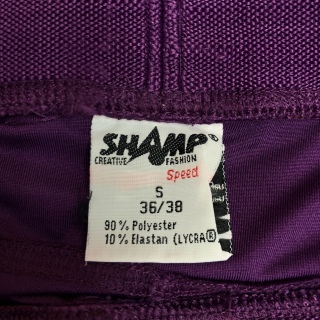 SHAMP®
CREATIVE FASHION
Speed
S
36/38
90% Polyester
10% Elastan (LYCRA®